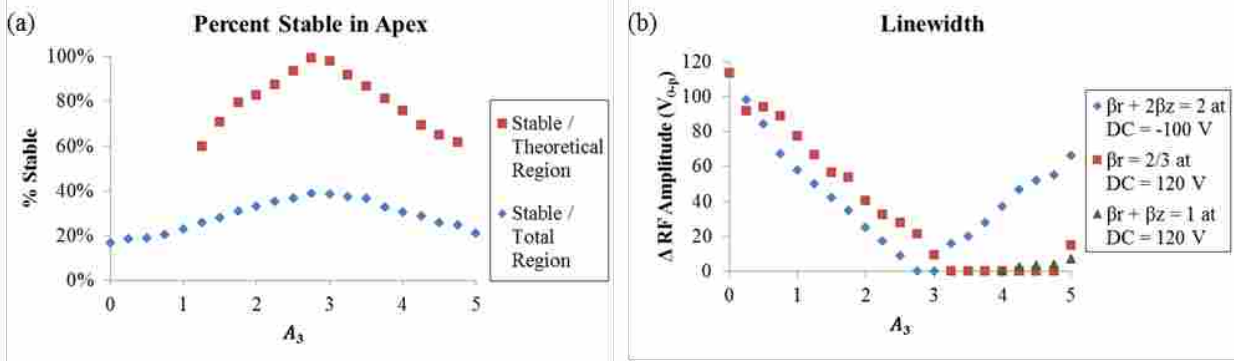 (a)
Percent Stable in Apex
100%
80%
60%
40%
20%
0%
% Stable
0 1 2 3 4 5
A₃
Stable /
Theoretical
Region
Stable /
Total
Region
(b)
Linewidth
120
100
80
60
40
20
0
Δ RF Amplitude (V₀₋ₚ)
0 1 2 3 4 5
A₃
βr + 2βz = 2 at
DC = -100 V
βr = 2/3 at
DC = 120 V
βr + βz = 1 at
DC = 120 V